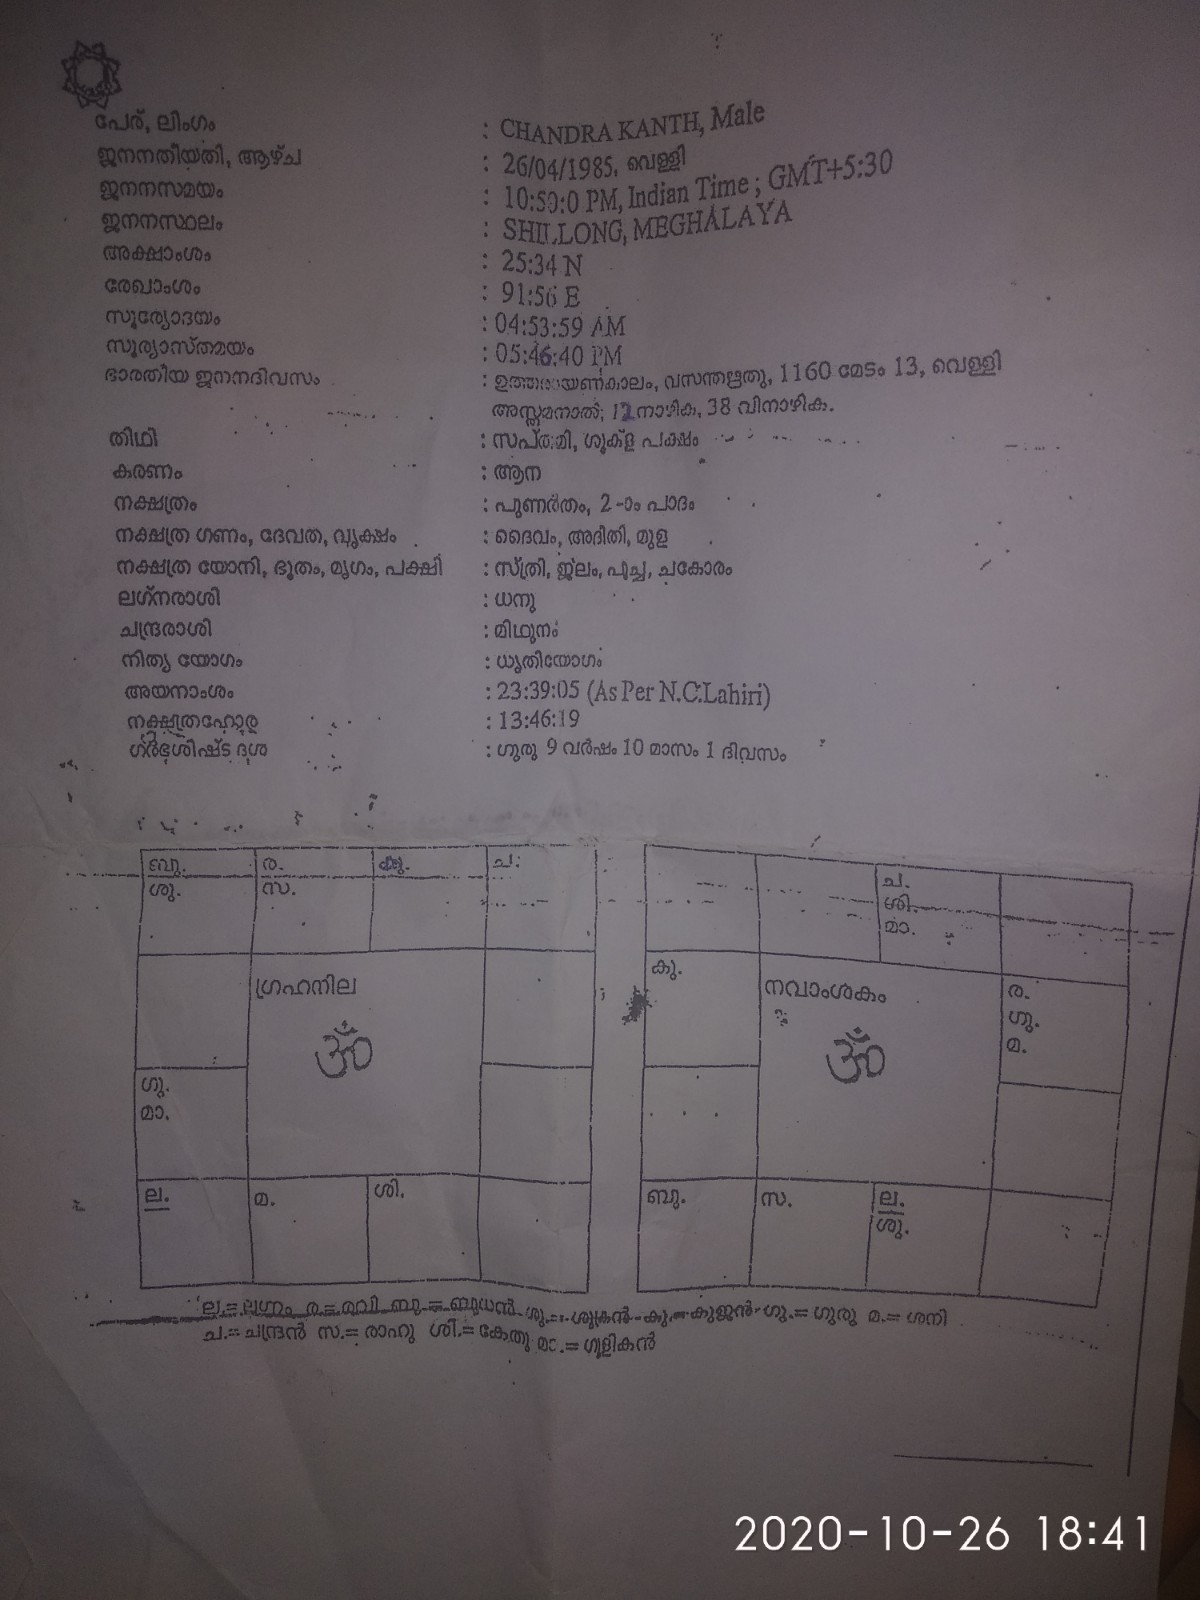 പേര്, ലിംഗം : CHANDRA KANTH, Male
ജനനതീയതി, ആഴ്ച : 26/04/1985, വെള്ളി
ജനനസമയം : 10:50:0 PM, Indian Time ; GMT+5:30
ജനനസ്ഥലം : SHILLONG, MEGHALAYA
അക്ഷാംശം : 25:34 N
രേഖാംശം : 91:56 E
സൂര്യോദയം : 04:53:59 AM
സൂര്യാസ്തമയം : 05:46:40 PM
ഭാരതീയ ജനനദിവസം : ഉത്തരായണകാലം, വസന്തഋതു, 1160 മേടം 13, വെള്ളി
അസ്തമനാൽ, 12 നാഴിക, 38 വിനാഴിക.
തിഥി : സപ്തമി, ശുക്ള പക്ഷം
കരണം : ആന
നക്ഷത്രം : പുണർതം, 2-ാം പാദം
നക്ഷത്ര ഗണം, ദേവത, വൃക്ഷം : ദൈവം, അദിതി, മുള
നക്ഷത്ര യോനി, ഭൂതം, മൃഗം, പക്ഷി : സ്ത്രി, ജലം, പൂച്ച, ചകോരം
ലഗ്നരാശി : ധനു
ചന്ദ്രരാശി : മിഥുനം
നിത്യ യോഗം : ധൃതിയോഗം
അയനാംശം : 23:39:05 (As Per N.C.Lahiri)
നക്ഷത്രഹോര : 13:46:19
ഗർഭശിഷ്ട ദശ : ഗുരു 9 വർഷം 10 മാസം 1 ദിവസം
ബു. ര. കു. ച.
ശു. സ.
ഗ്രഹനില
ॐ
ഗു.
മാ.
ല. മ. ശി.
ച.
ശി.
മാ.
കു. നവാംശകം ര.
ഗു.
മ.
ॐ
ബു. സ. ല.
ശു.
ല.= ലഗ്നം ര.= രവി ബു.= ബുധൻ ശു.= ശുക്രൻ കു.= കുജൻ ഗു.= ഗുരു മ.= ശനി
ച.= ചന്ദ്രൻ സ.= രാഹു ശി.= കേതു മാ.= ഗുളികൻ
2020-10-26 18:41